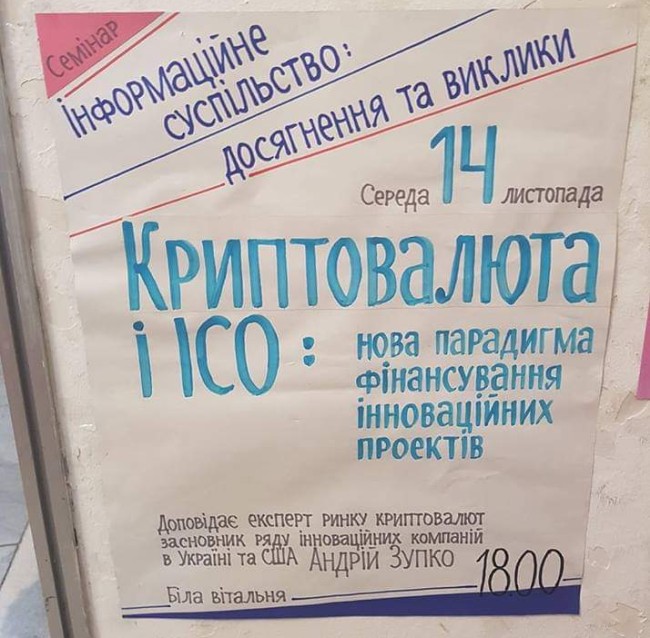 Семінар
Інформаційне
суспільство:
досягнення та виклики
Середа 14 листопада
Криптовалюта
і ICO:
нова парадигма
фінансування
інноваційних
проектів
Доповідає експерт ринку криптовалют
засновник ряду інноваційних компаній
в Україні та США Андрій Зупко
18.00
Біла вітальня